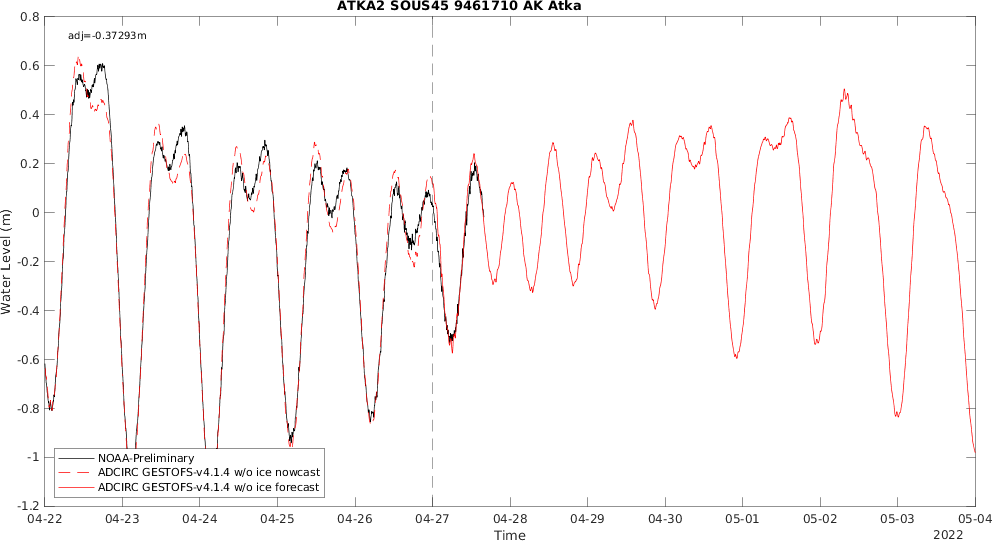 ATKA2 SOUS45 9461710 AK Atka
adj=-0.37293m
0.8
0.6
0.4
0.2
0
-0.2
-0.4
-0.6
-0.8
-1
-1.2
Water Level (m)
NOAA-Preliminary
ADCIRC GESTOFS-v4.1.4 w/o ice nowcast
ADCIRC GESTOFS-v4.1.4 w/o ice forecast
04-22 04-23 04-24 04-25 04-26 04-27 04-28 04-29 04-30 05-01 05-02 05-03 05-04
Time
2022